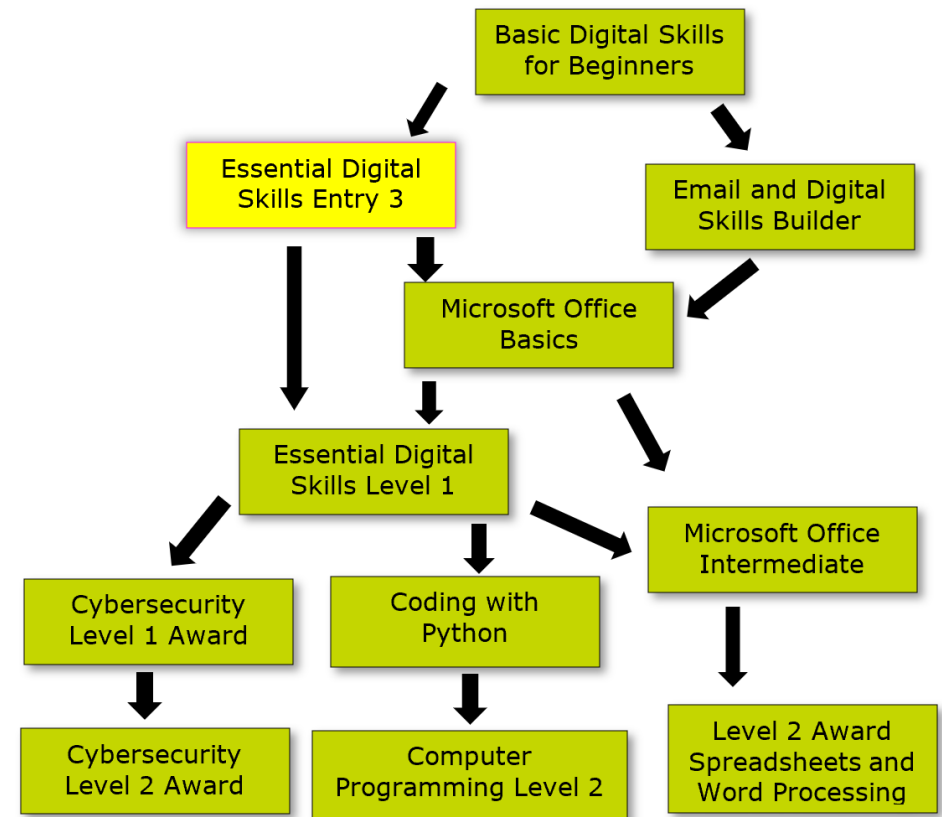 Basic Digital Skills
for Beginners
Essential Digital
Skills Entry 3
Email and Digital
Skills Builder
Microsoft Office
Basics
Essential Digital
Skills Level 1
Microsoft Office
Intermediate
Cybersecurity
Level 1 Award
Coding with
Python
Cybersecurity
Level 2 Award
Computer
Programming Level 2
Level 2 Award
Spreadsheets and
Word Processing